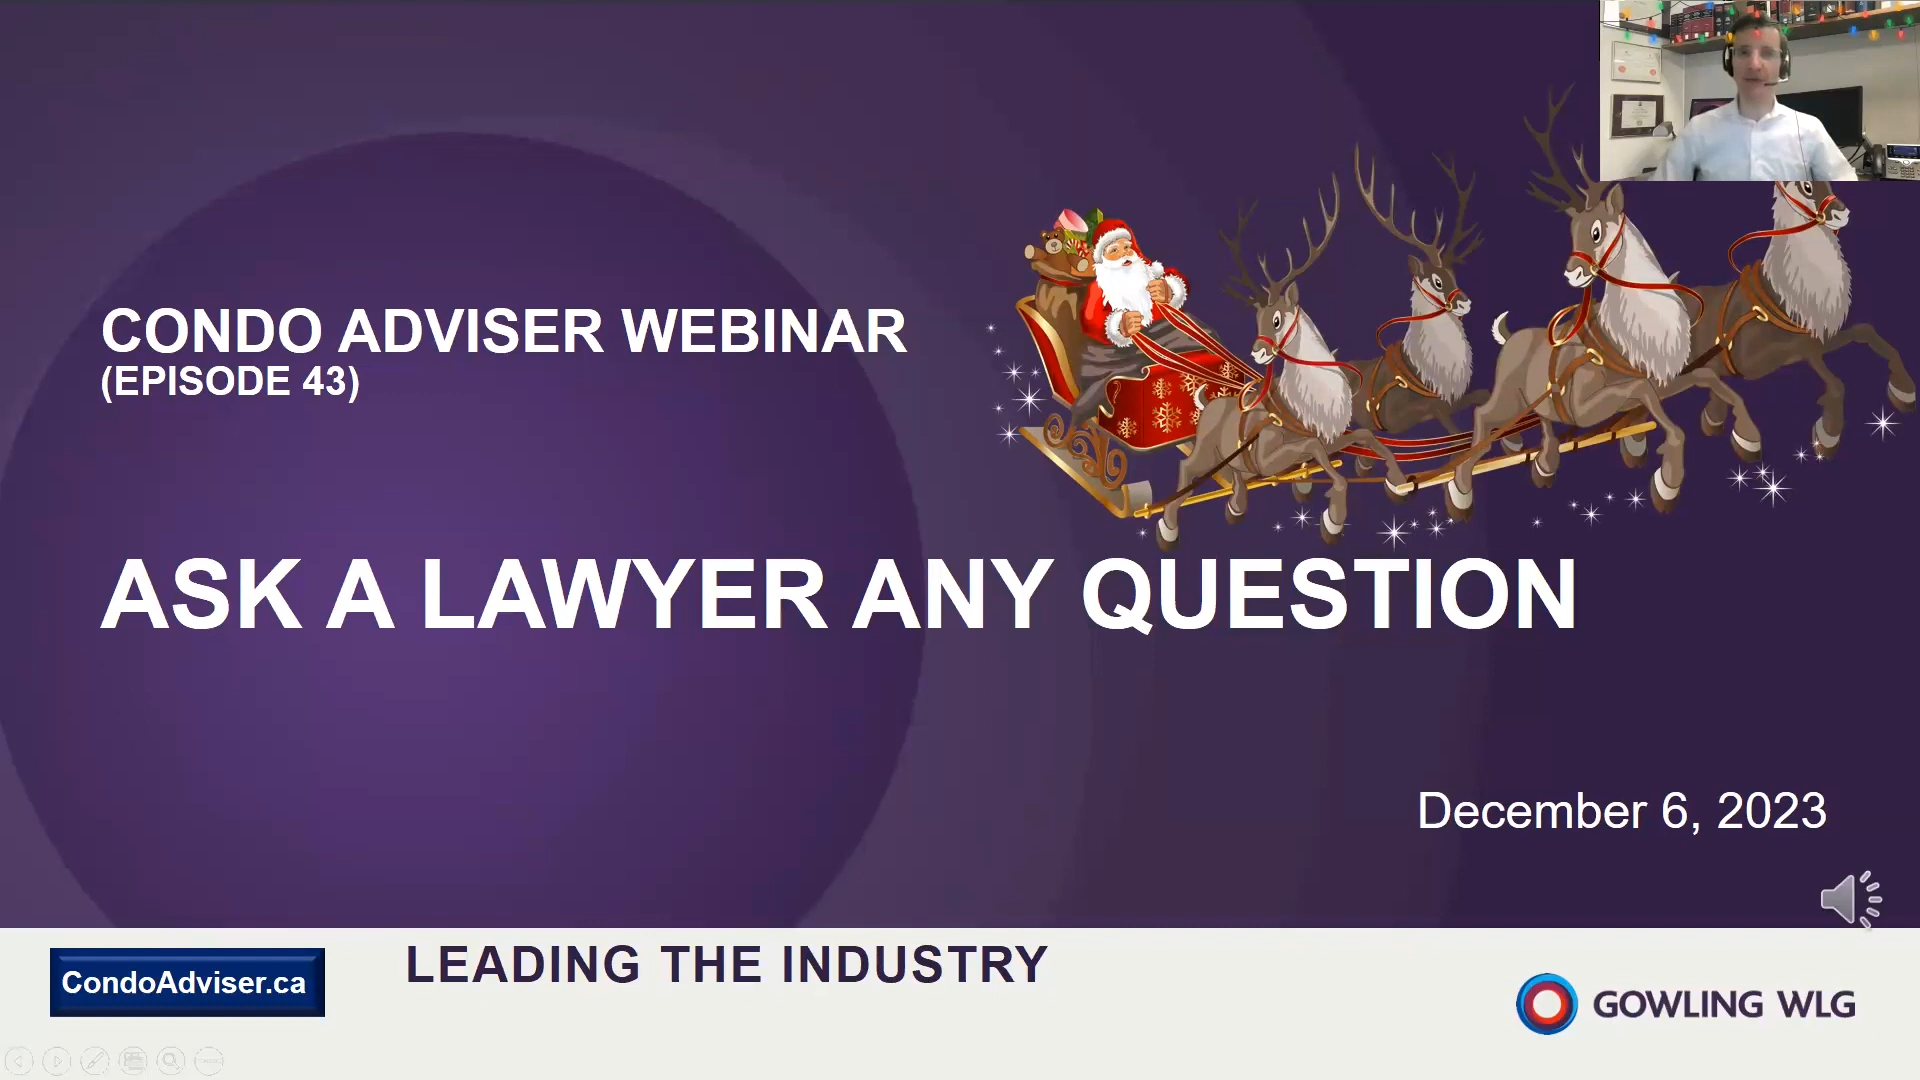 CONDO ADVISER WEBINAR
(EPISODE 43)
ASK A LAWYER ANY QUESTION
December 6, 2023
CondoAdviser.ca
LEADING THE INDUSTRY
GOWLING WLG